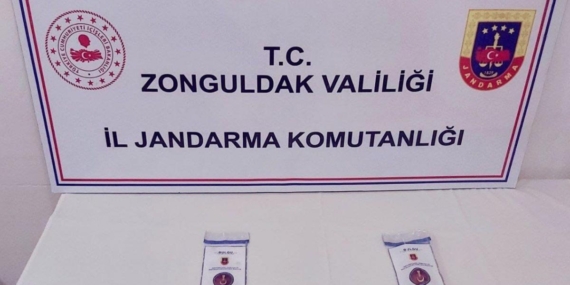 T.C.
ZONGULDAK VALİLİĞİ
İL JANDARMA KOMUTANLIĞI
JANDARMA